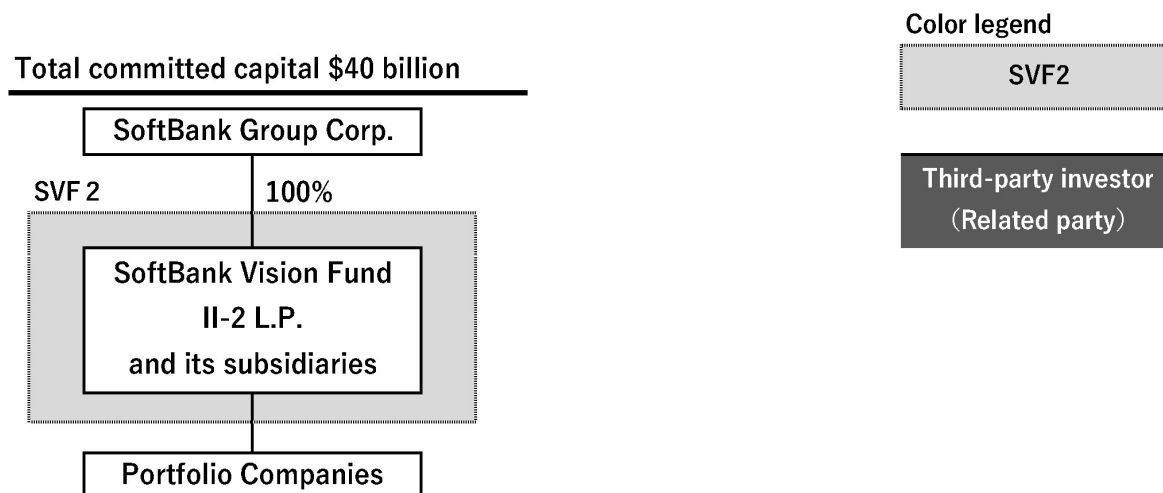 Total committed capital $40 billion
SoftBank Group Corp.
SVF 2
100%
SoftBank Vision Fund
II-2 L.P.
and its subsidiaries
Portfolio Companies
Color legend
SVF2
Third-party investor
（Related party）